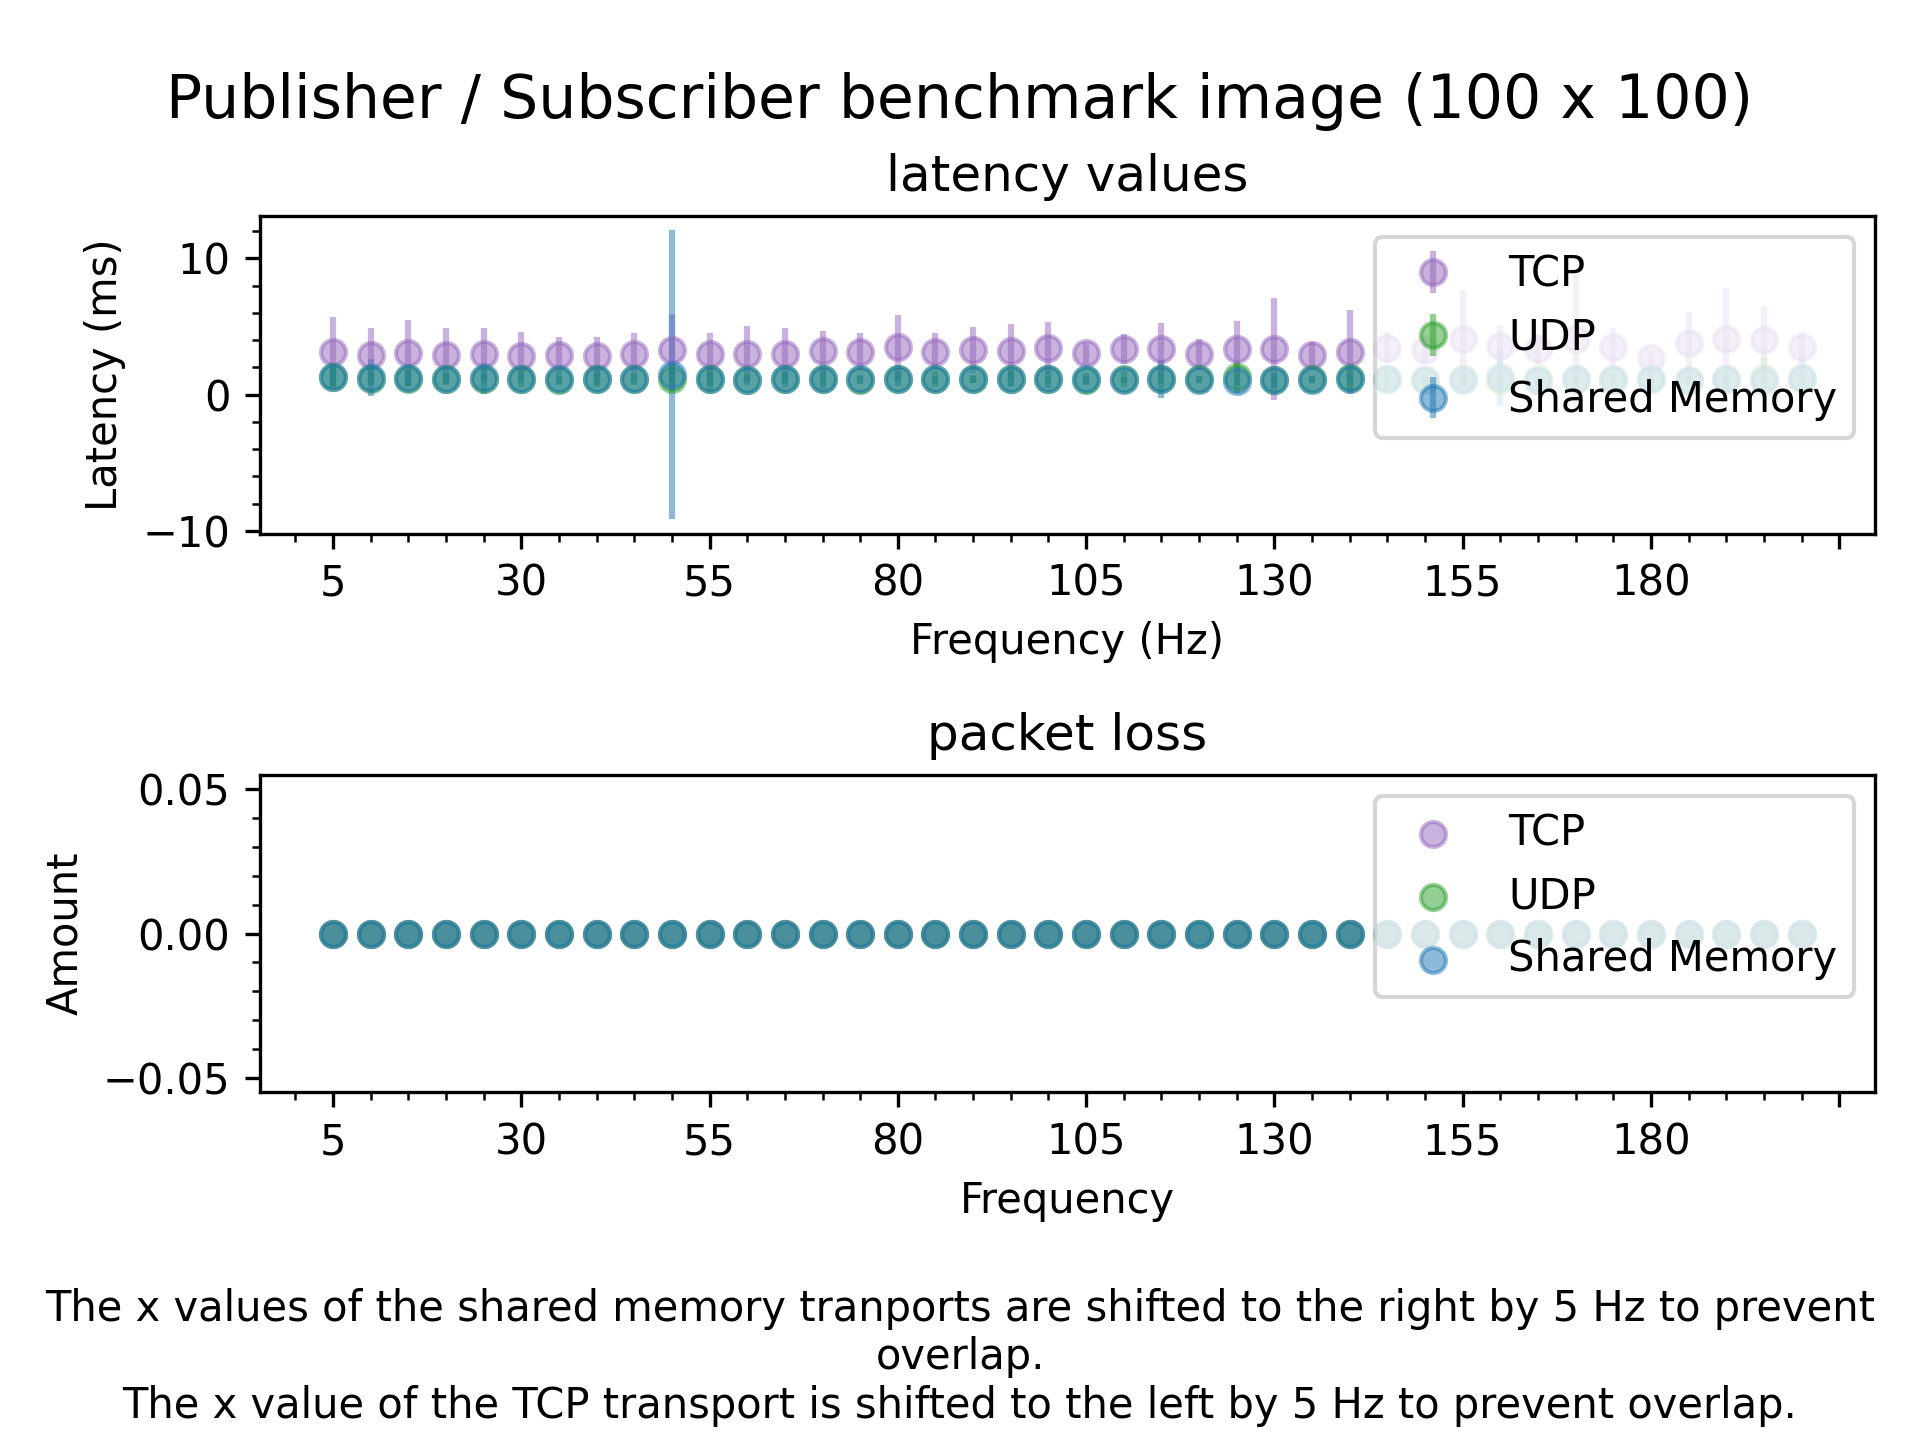 Publisher / Subscriber benchmark image (100 x 100)
latency values
Latency (ms)
10
0
−10
TCP
UDP
Shared Memory
5 30 55 80 105 130 155 180
Frequency (Hz)
packet loss
Amount
0.05
0.00
−0.05
TCP
UDP
Shared Memory
5 30 55 80 105 130 155 180
Frequency
The x values of the shared memory tranports are shifted to the right by 5 Hz to prevent
overlap.
The x value of the TCP transport is shifted to the left by 5 Hz to prevent overlap.